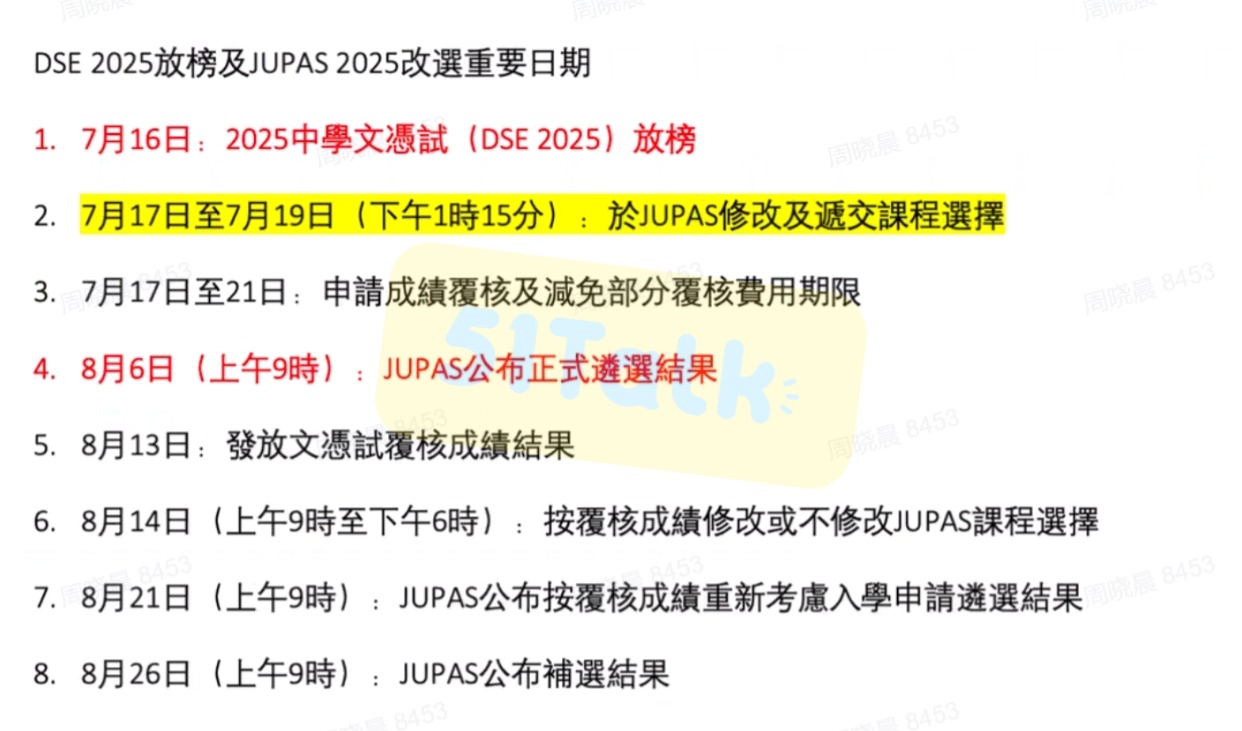 DSE 2025放榜及JUPAS 2025改選重要日期
1. 7月16日：2025中學文憑試（DSE 2025）放榜
2. 7月17日至7月19日（下午1時15分）：於JUPAS修改及遞交課程選擇
3. 7月17日至21日：申請成績覆核及減免部分覆核費用期限
4. 8月6日（上午9時）：JUPAS公布正式遴選結果
5. 8月13日：發放文憑試覆核成績結果
6. 8月14日（上午9時至下午6時）：按覆核成績修改或不修改JUPAS課程選擇
7. 8月21日（上午9時）：JUPAS公布按覆核成績重新考慮入學申請遴選結果
8. 8月26日（上午9時）：JUPAS公布補選結果
51Talk
周晓晨 8453